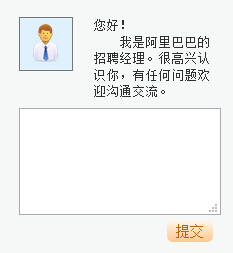 您好！
我是阿里巴巴的
招聘经理。很高兴认
识你，有任何问题欢
迎沟通交流。
提交